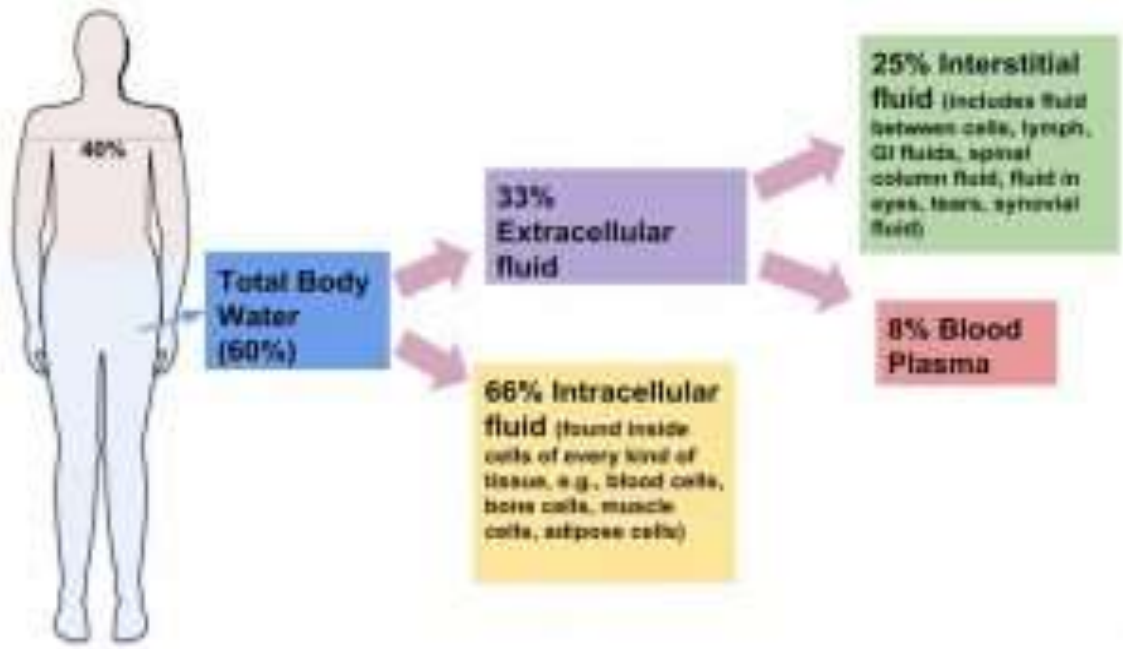 40%
Total Body
Water
(60%)
33%
Extracellular
fluid
66% Intracellular
fluid (found inside
cells of every kind of
tissue, e.g., blood cells,
bone cells, muscle
cells, adipose cells)
25% Interstitial
fluid (includes fluid
between cells, lymph,
GI fluids, spinal
column fluid, fluid in
eyes, tears, synovial
fluid)
8% Blood
Plasma